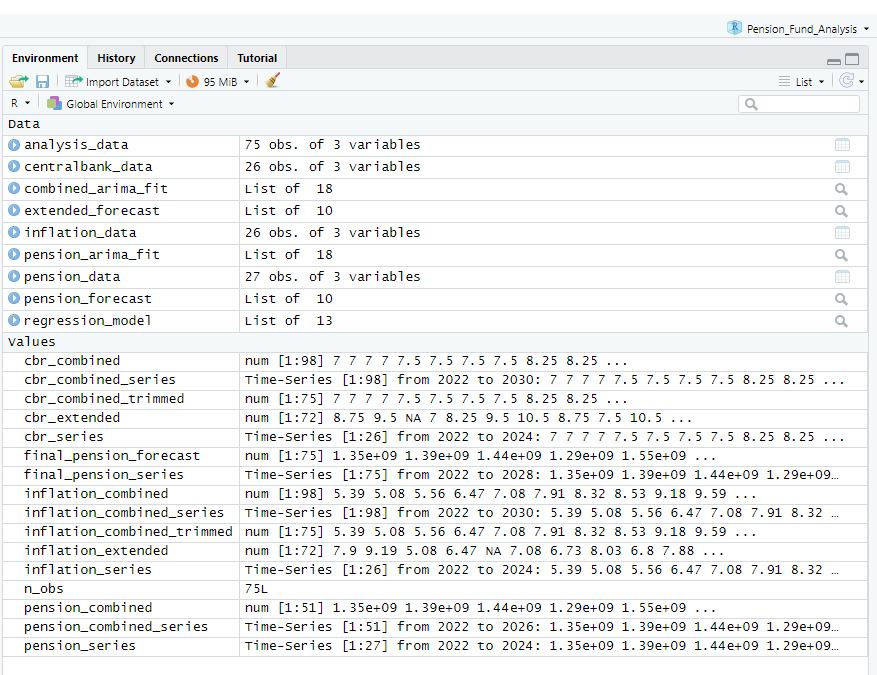 Pension_Fund_Analysis
Environment History Connections Tutorial
Import Dataset 95 MiB List
R Global Environment
Data
analysis_data 75 obs. of 3 variables
centralbank_data 26 obs. of 3 variables
combined_arima_fit List of 18
extended_forecast List of 10
inflation_data 26 obs. of 3 variables
pension_arima_fit List of 18
pension_data 27 obs. of 3 variables
pension_forecast List of 10
regression_model List of 13
Values
cbr_combined num [1:98] 7 7 7 7 7.5 7.5 7.5 7.5 8.25 8.25 ...
cbr_combined_series Time-Series [1:98] from 2022 to 2030: 7 7 7 7 7.5 7.5 7.5 7.5 8.25 8.25 ...
cbr_combined_trimmed num [1:75] 7 7 7 7 7.5 7.5 7.5 7.5 8.25 8.25 ...
cbr_extended num [1:72] 8.75 9.5 NA 7 8.25 9.5 10.5 8.75 7.5 10.5 ...
cbr_series Time-Series [1:26] from 2022 to 2024: 7 7 7 7 7.5 7.5 7.5 7.5 8.25 8.25 ...
final_pension_forecast num [1:75] 1.35e+09 1.39e+09 1.44e+09 1.29e+09 1.55e+09 ...
final_pension_series Time-Series [1:75] from 2022 to 2028: 1.35e+09 1.39e+09 1.44e+09 1.29e+09…
inflation_combined num [1:98] 5.39 5.08 5.56 6.47 7.08 7.91 8.32 8.53 9.18 9.59 ...
inflation_combined_series Time-Series [1:98] from 2022 to 2030: 5.39 5.08 5.56 6.47 7.08 7.91 8.32 …
inflation_combined_trimmed num [1:75] 5.39 5.08 5.56 6.47 7.08 7.91 8.32 8.53 9.18 9.59 ...
inflation_extended num [1:72] 7.9 9.19 5.08 6.47 NA 7.08 6.73 8.03 6.8 7.88 ...
inflation_series Time-Series [1:26] from 2022 to 2024: 5.39 5.08 5.56 6.47 7.08 7.91 8.32 …
n_obs 75L
pension_combined num [1:51] 1.35e+09 1.39e+09 1.44e+09 1.29e+09 1.55e+09 ...
pension_combined_series Time-Series [1:51] from 2022 to 2026: 1.35e+09 1.39e+09 1.44e+09 1.29e+09…
pension_series Time-Series [1:27] from 2022 to 2024: 1.35e+09 1.39e+09 1.44e+09 1.29e+09…